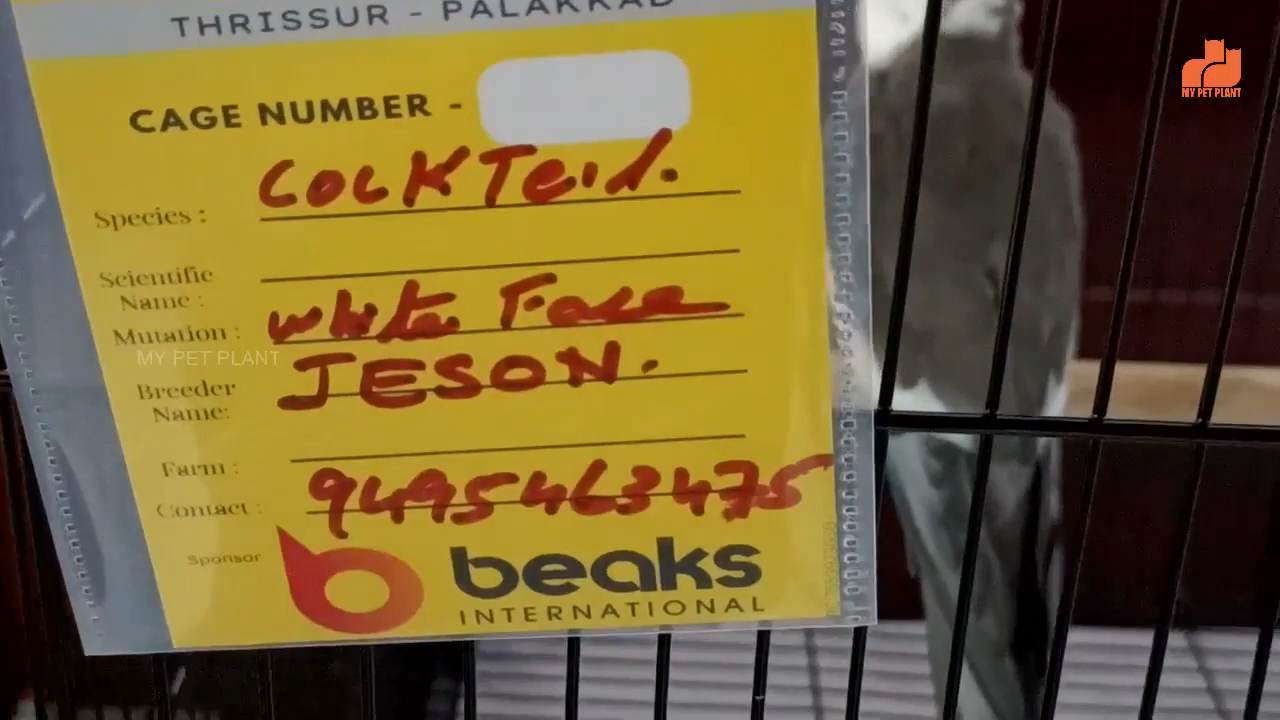 THRISSUR - PALAKKAD
CAGE NUMBER -
Species : COCKTeil.
Scientific Name :
Mutation : white Face
Breeder Name: JESON.
Farm :
Contact : 9495463475
Sponsor
beaks
INTERNATIONAL
MY PET PLANT
MY PET PLANT